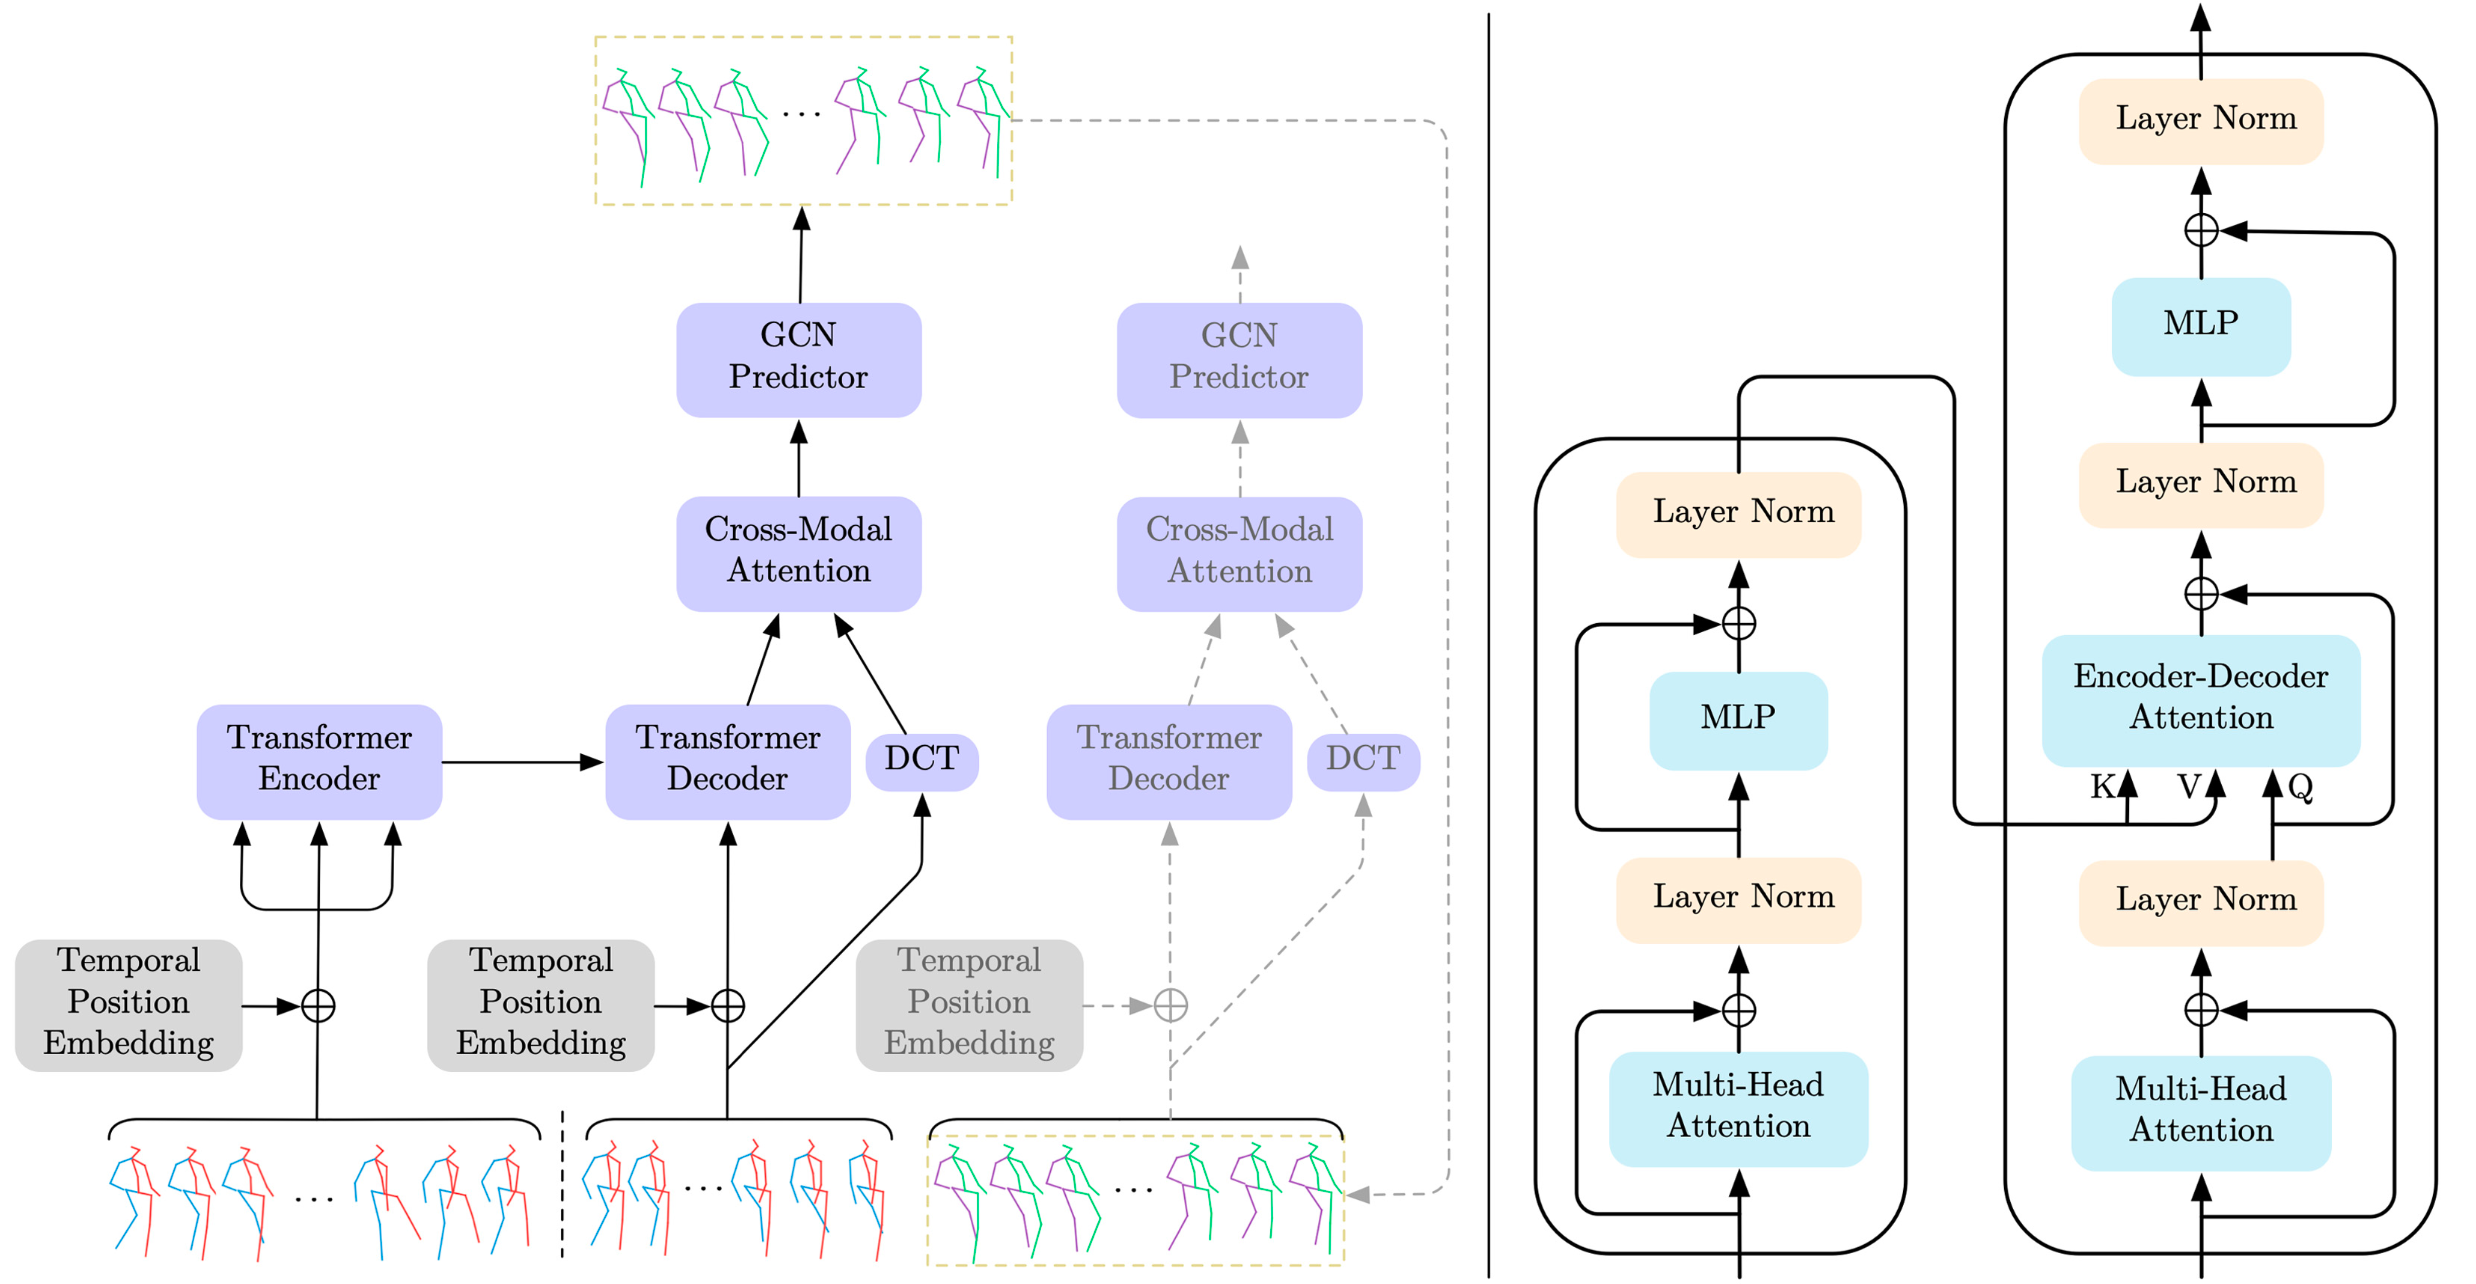 GCN
Predictor
GCN
Predictor
Cross-Modal
Attention
Cross-Modal
Attention
Transformer
Encoder
Transformer
Decoder
DCT
Transformer
Decoder
DCT
Temporal
Position
Embedding
Temporal
Position
Embedding
Temporal
Position
Embedding
...
...
...
...
Layer Norm
MLP
Layer Norm
Multi-Head
Attention
Layer Norm
MLP
Layer Norm
Encoder-Decoder
Attention
K V Q
Layer Norm
Multi-Head
Attention